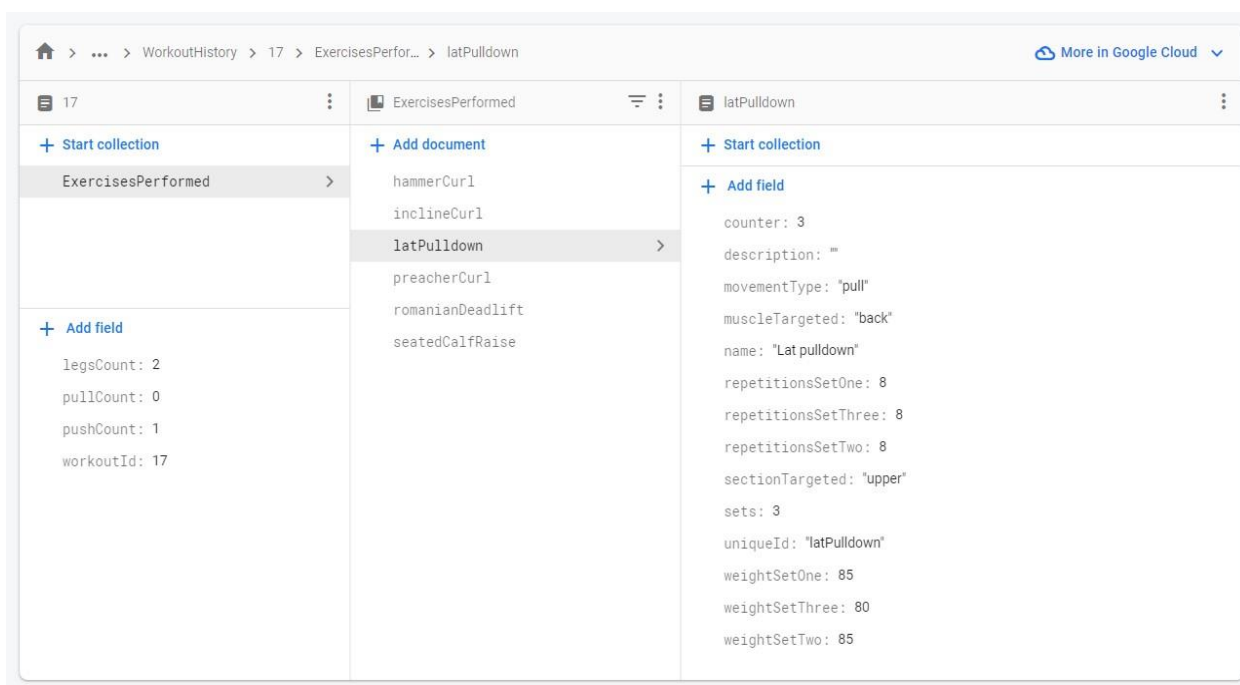 ... > WorkoutHistory > 17 > ExercisesPerfor... > latPulldown
More in Google Cloud
17
+ Start collection
ExercisesPerformed
+ Add field
legsCount: 2
pullCount: 0
pushCount: 1
workoutId: 17
ExercisesPerformed
+ Add document
hammerCurl
inclineCurl
latPulldown
preacherCurl
romanianDeadlift
seatedCalfRaise
latPulldown
+ Start collection
+ Add field
counter: 3
description: ""
movementType: "pull"
muscleTargeted: "back"
name: "Lat pulldown"
repetitionsSetOne: 8
repetitionsSetThree: 8
repetitionsSetTwo: 8
sectionTargeted: "upper"
sets: 3
uniqueId: "latPulldown"
weightSetOne: 85
weightSetThree: 80
weightSetTwo: 85